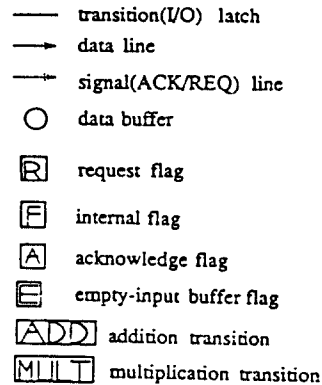 transition(I/O) latch
data line
signal(ACK/REQ) line
data buffer
R request flag
F internal flag
A acknowledge flag
E empty-input buffer flag
ADD addition transition
MULT multiplication transition